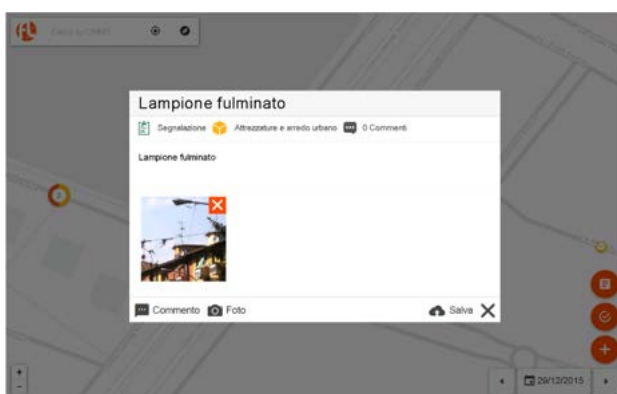 Lampione fulminato
Segnalazione Attrezzature e arredo urbano 0 Commenti
Lampione fulminato
Commento Foto Salva
+
-
29/12/2015